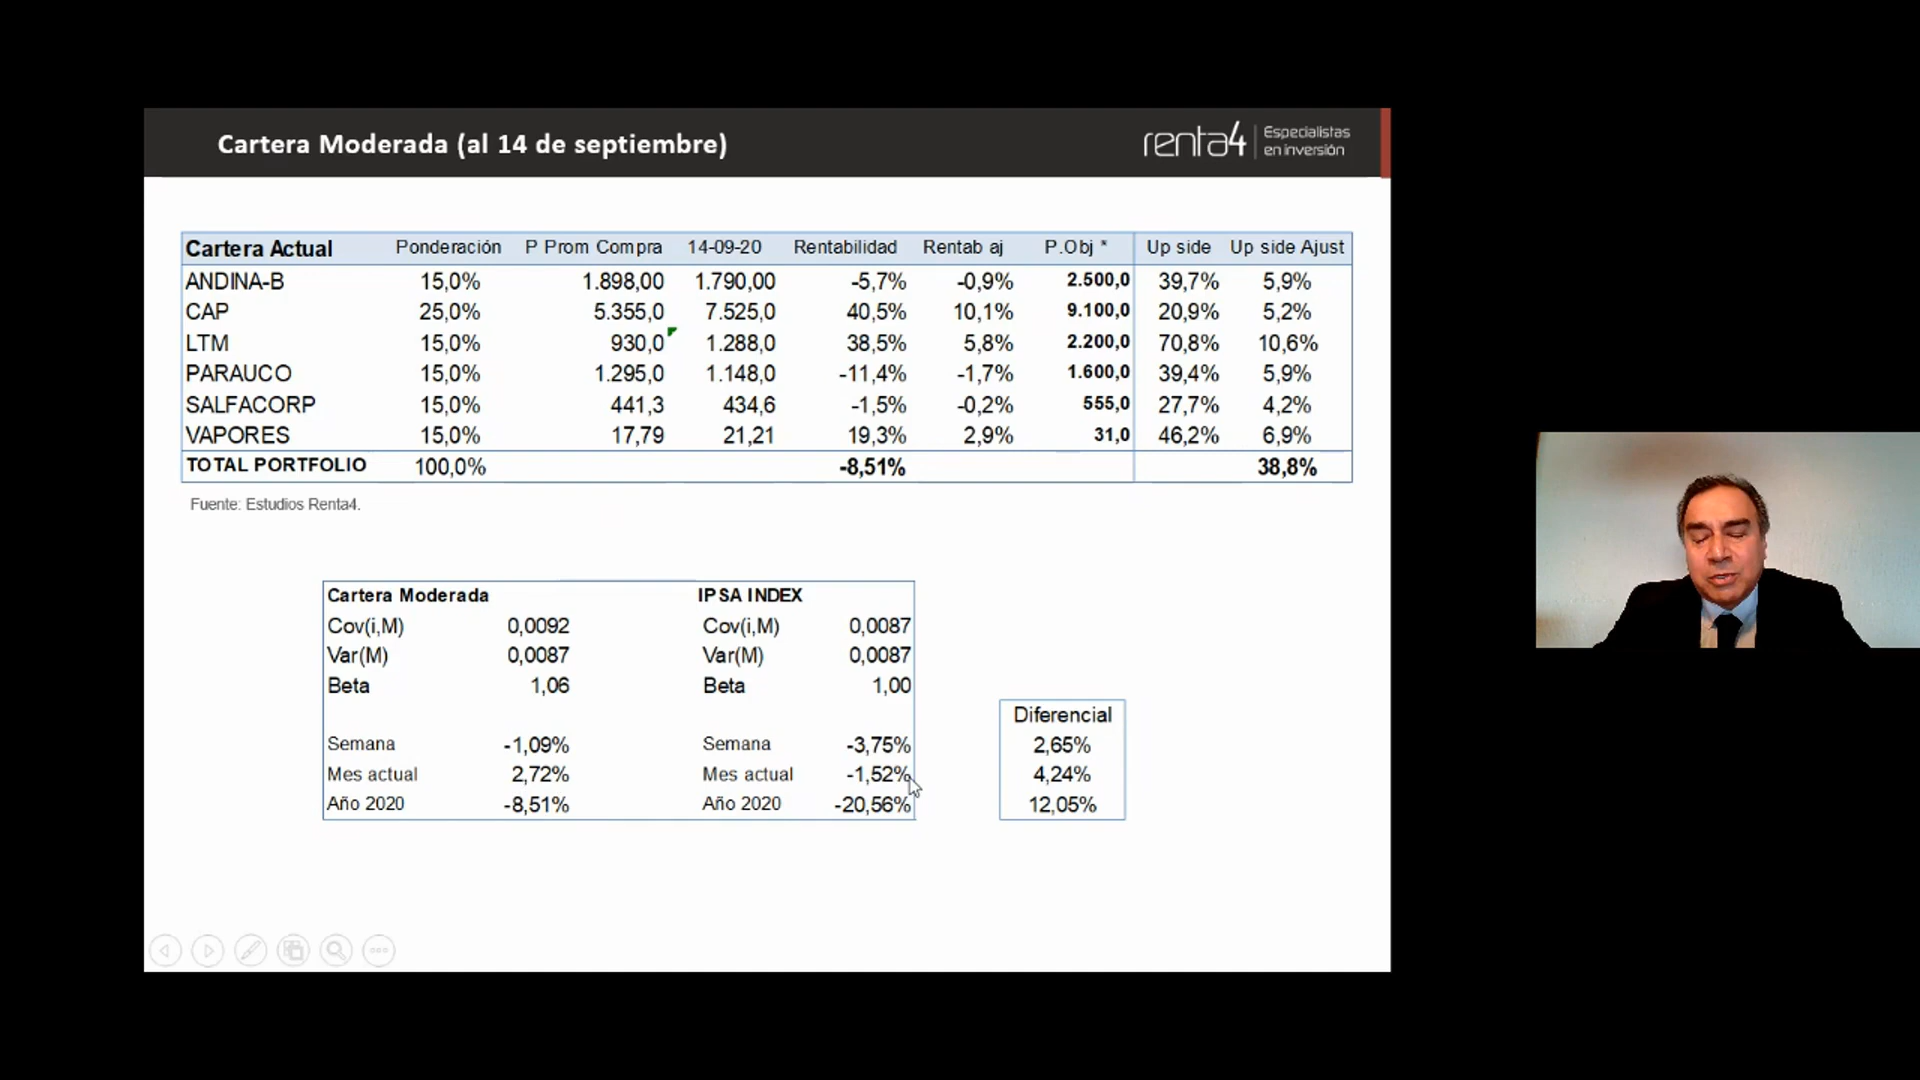 Cartera Moderada (al 14 de septiembre)
renta4 Especialistas en inversión
Cartera Actual Ponderación P Prom Compra 14-09-20 Rentabilidad Rentab aj P.Obj * Up side Up side Ajust
ANDINA-B 15,0% 1.898,00 1.790,00 -5,7% -0,9% 2.500,0 39,7% 5,9%
CAP 25,0% 5.355,0 7.525,0 40,5% 10,1% 9.100,0 20,9% 5,2%
LTM 15,0% 930,0 1.288,0 38,5% 5,8% 2.200,0 70,8% 10,6%
PARAUCO 15,0% 1.295,0 1.148,0 -11,4% -1,7% 1.600,0 39,4% 5,9%
SALFACORP 15,0% 441,3 434,6 -1,5% -0,2% 555,0 27,7% 4,2%
VAPORES 15,0% 17,79 21,21 19,3% 2,9% 31,0 46,2% 6,9%
TOTAL PORTFOLIO 100,0% -8,51% 38,8%
Fuente: Estudios Renta4.
Cartera Moderada IPSA INDEX
Cov(i,M) 0,0092 Cov(i,M) 0,0087
Var(M) 0,0087 Var(M) 0,0087
Beta 1,06 Beta 1,00
Diferencial
Semana -1,09% Semana -3,75% 2,65%
Mes actual 2,72% Mes actual -1,52% 4,24%
Año 2020 -8,51% Año 2020 -20,56% 12,05%